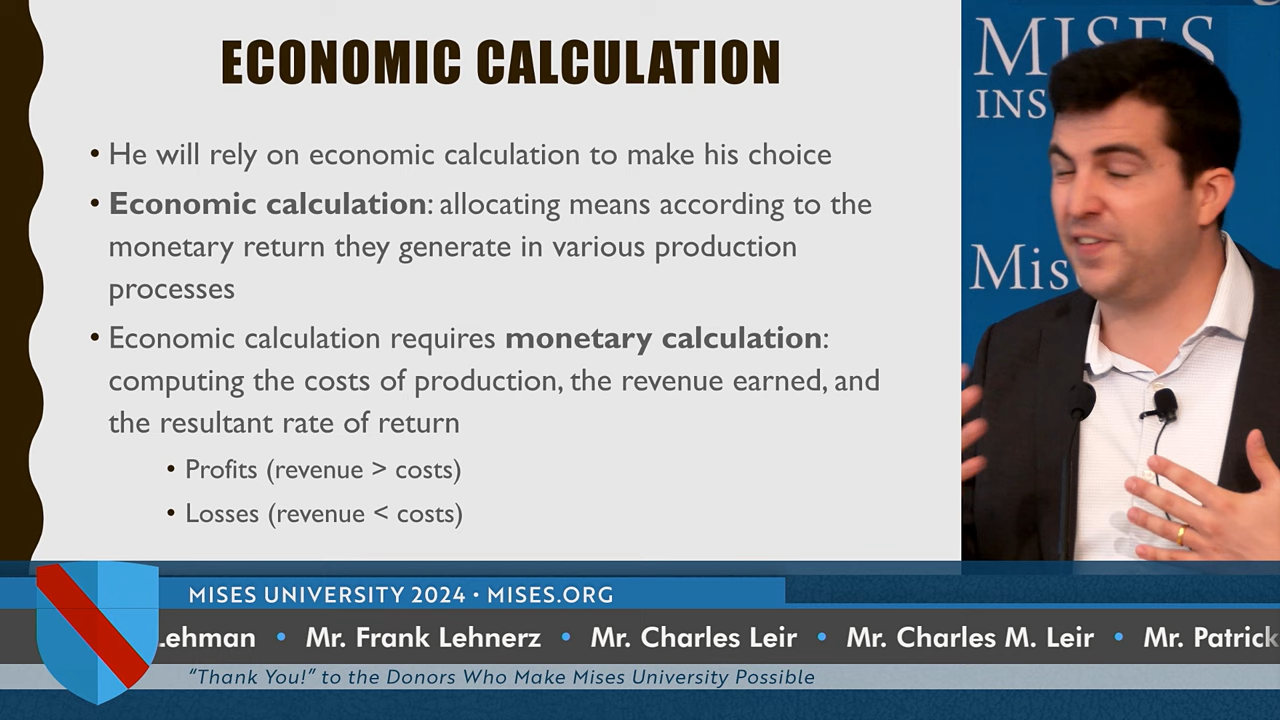 ECONOMIC CALCULATION
• He will rely on economic calculation to make his choice
• Economic calculation: allocating means according to the
monetary return they generate in various production
processes
• Economic calculation requires monetary calculation:
computing the costs of production, the revenue earned, and
the resultant rate of return
• Profits (revenue > costs)
• Losses (revenue < costs)
MISES
INS
Mis
MISES UNIVERSITY 2024 • MISES.ORG
Lehman • Mr. Frank Lehnerz • Mr. Charles Leir • Mr. Charles M. Leir • Mr. Patrick
“Thank You!” to the Donors Who Make Mises University Possible